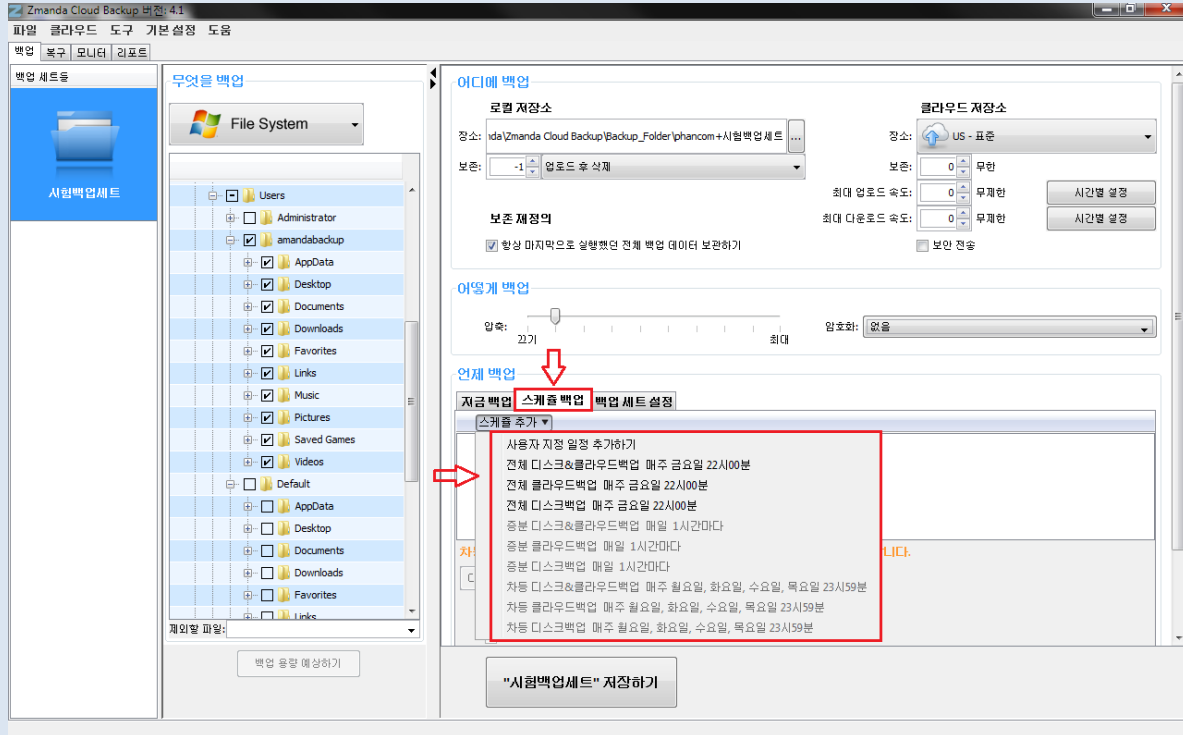 Zmanda Cloud Backup 버전: 4.1
파일 클라우드 도구 기본 설정 도움
백업 복구 모니터 리포트
백업 세트들
시험백업세트
무엇을 백업
File System
Users
Administrator
amandabackup
AppData
Desktop
Documents
Downloads
Favorites
Links
Music
Pictures
Saved Games
Videos
Default
AppData
Desktop
Documents
Downloads
Favorites
Links
제외할 파일:
백업 용량 예상하기
어디에 백업
로컬 저장소
장소: nda\Zmanda Cloud Backup\Backup_Folder\phancom+시험백업세트 ...
보존: -1 업로드 후 삭제
보존 재정의
항상 마지막으로 실행했던 전체 백업 데이터 보관하기
클라우드 저장소
장소: US - 표준
보존: 0 무한
최대 업로드 속도: 0 무제한 시간별 설정
최대 다운로드 속도: 0 무제한 시간별 설정
보안 전송
어떻게 백업
압축:
끄기 최대
암호화: 없음
언제 백업
지금 백업 스케쥴 백업 백업 세트 설정
스케쥴 추가 ▼
사용자 지정 일정 추가하기
전체 디스크&클라우드백업 매주 금요일 22시00분
전체 클라우드백업 매주 금요일 22시00분
전체 디스크백업 매주 금요일 22시00분
증분 디스크&클라우드백업 매일 1시간마다
증분 클라우드백업 매일 1시간마다
증분 디스크백업 매일 1시간마다
차등 디스크&클라우드백업 매주 월요일, 화요일, 수요일, 목요일 23시59분
차등 클라우드백업 매주 월요일, 화요일, 수요일, 목요일 23시59분
차등 디스크백업 매주 월요일, 화요일, 수요일, 목요일 23시59분
"시험백업세트" 저장하기